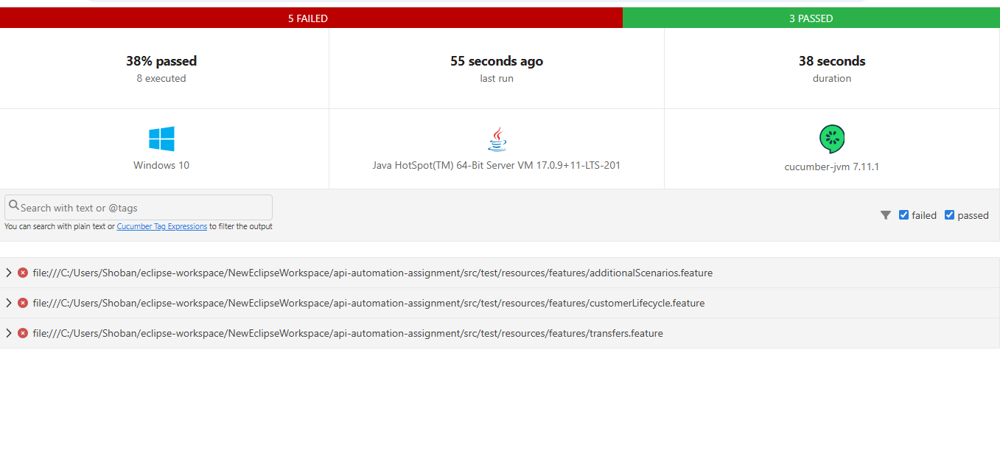 5 FAILED
3 PASSED
38% passed
8 executed
55 seconds ago
last run
38 seconds
duration
Windows 10
Java HotSpot(TM) 64-Bit Server VM 17.0.9+11-LTS-201
cucumber-jvm 7.11.1
Search with text or @tags
You can search with plain text or Cucumber Tag Expressions to filter the output
failed
passed
file:///C:/Users/Shoban/eclipse-workspace/NewEclipseWorkspace/api-automation-assignment/src/test/resources/features/additionalScenarios.feature
file:///C:/Users/Shoban/eclipse-workspace/NewEclipseWorkspace/api-automation-assignment/src/test/resources/features/customerLifecycle.feature
file:///C:/Users/Shoban/eclipse-workspace/NewEclipseWorkspace/api-automation-assignment/src/test/resources/features/transfers.feature